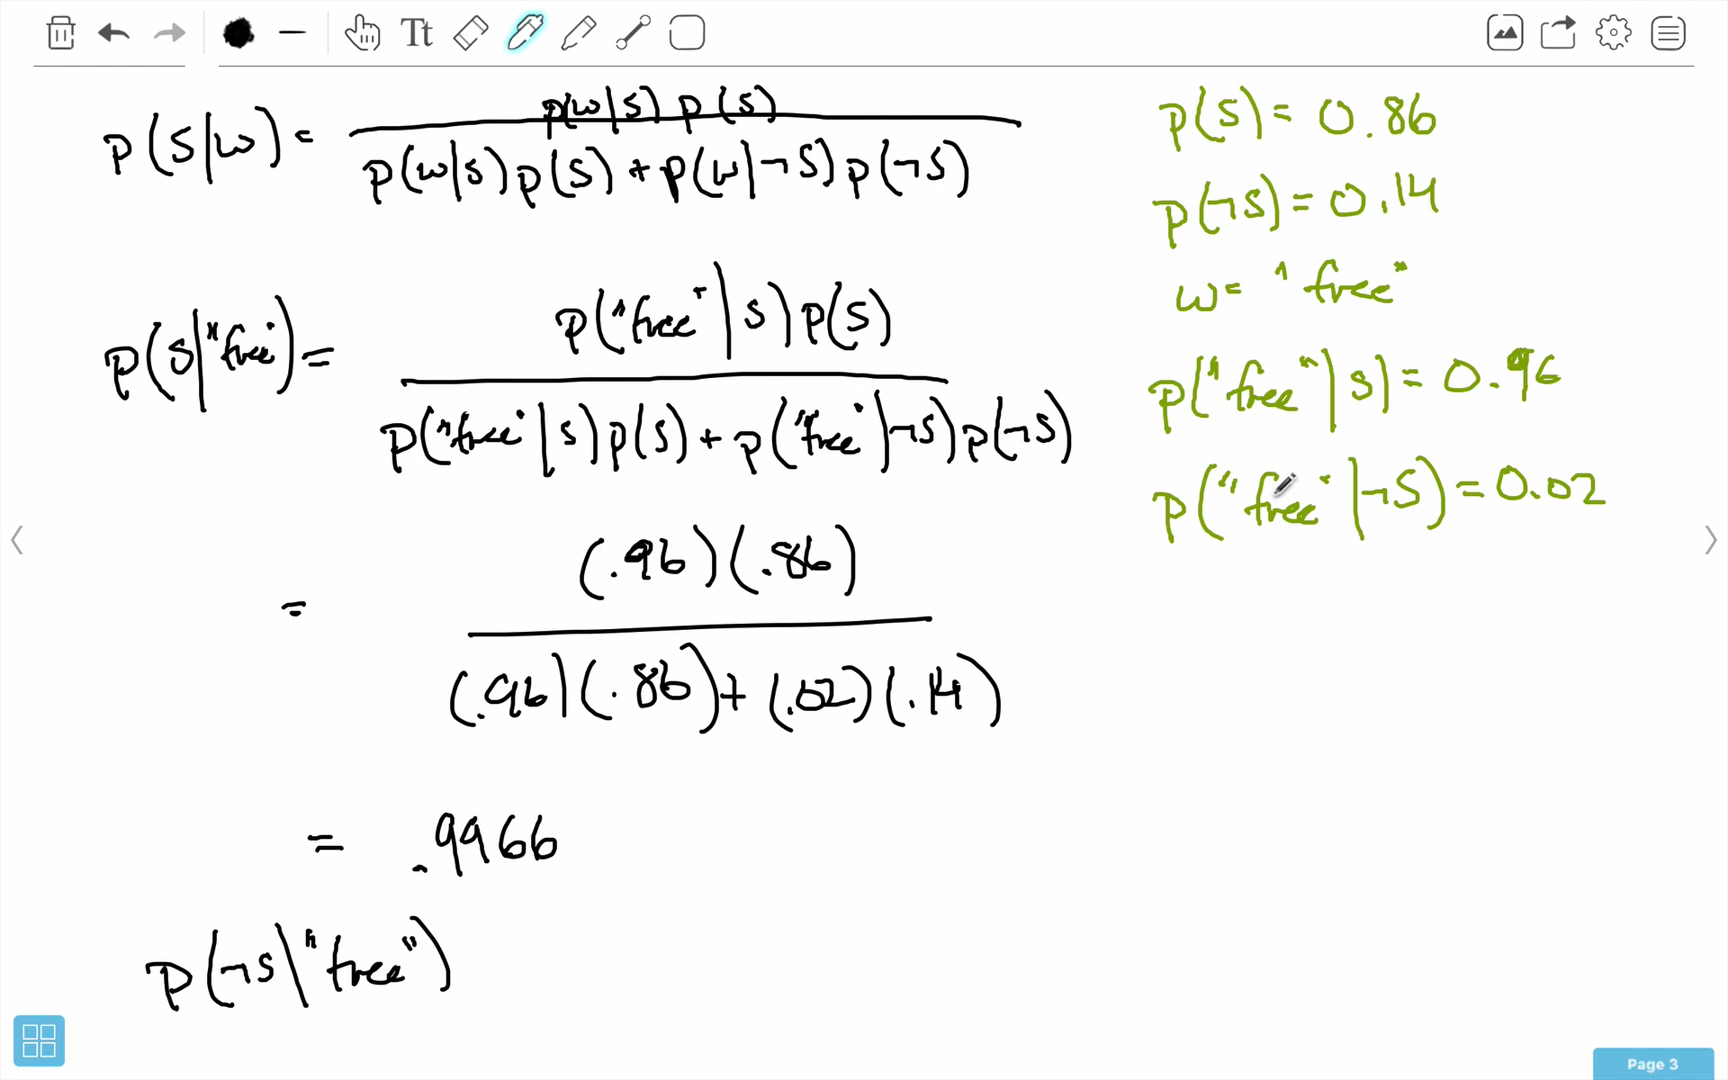 Tt
p(S|w) = p(w|S) p(S) / p(w|S)p(S) + p(w|¬S)p(¬S)
p(S|"free") = p("free"|S)p(S) / p("free"|S)p(S) + p("free"|¬S)p(¬S)
= (.96)(.86) / (.96)(.86) + (.02)(.14)
= .9966
p(¬S|"free")
p(S) = 0.86
p(¬S) = 0.14
w = "free"
p("free"|S) = 0.96
p("free"|¬S) = 0.02
Page 3